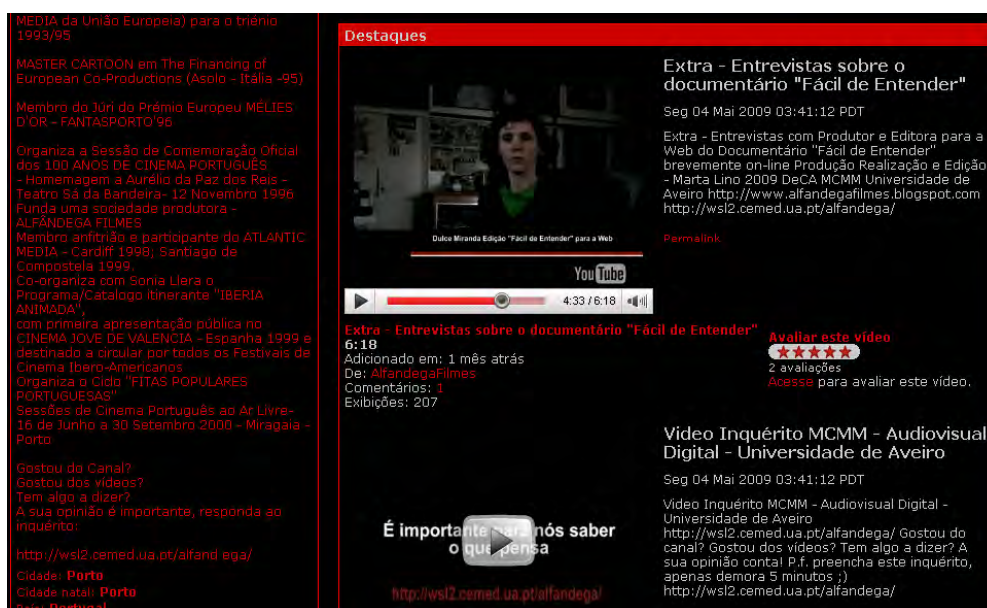 MEDIA da União Europeia) para o triénio
1993/95
MASTER CARTOON em The Financing of
European Co-Productions (Asolo - Itália -95)
Membro do Júri do Prémio Europeu MÉLIES
D'OR - FANTASPORTO'96
Organiza a Sessão de Comemoração Oficial
dos 100 ANOS DE CINEMA PORTUGUÊS
- Homenagem a Aurélio da Paz dos Reis -
Teatro Sá da Bandeira- 12 Novembro 1996
Funda uma sociedade produtora -
ALFÂNDEGA FILMES
Membro anfitrião e participante do ATLANTIC
MEDIA - Cardiff 1998; Santiago de
Compostela 1999.
Co-organiza com Sonia Llera o
Programa/Catalogo itinerante "IBERIA
ANIMADA",
com primeira apresentação pública no
CINEMA JOVE DE VALENCIA - Espanha 1999 e
destinado a circular por todos os Festivais de
Cinema Ibero-Americanos
Organiza o Ciclo "FITAS POPULARES
PORTUGUESAS"
Sessões de Cinema Português ao Ar Livre-
16 de Junho a 30 Setembro 2000 - Miragaia -
Porto
Gostou do Canal?
Gostou dos vídeos?
Tem algo a dizer?
A sua opinião é importante, responda ao
inquérito:
http://wsl2.cemed.ua.pt/alfand ega/
Cidade: Porto
Cidade natal: Porto
País: Portugal
Destaques
Dulce Miranda Edição "Facil de Entender" para a Web
You Tube
4:33 / 6:18
Extra - Entrevistas sobre o
documentário "Fácil de Entender"
Seg 04 Mai 2009 03:41:12 PDT
Extra - Entrevistas com Produtor e Editora para a
Web do Documentário "Fácil de Entender"
brevemente on-line Produção Realização e Edição
- Marta Lino 2009 DeCA MCMM Universidade de
Aveiro http://www.alfandegafilmes.blogspot.com
http://wsl2.cemed.ua.pt/alfandega/
Permalink
Extra - Entrevistas sobre o documentário "Fácil de Entender"
6:18
Adicionado em: 1 mês atrás
De: AlfandegaFilmes
Comentários: 1
Exibições: 207
Avaliar este vídeo
2 avaliações
Acesse para avaliar este vídeo.
É importante para nós saber
o que pensa
http://wsl2.cemed.ua.pt/alfandega/
Video Inquérito MCMM - Audiovisual
Digital - Universidade de Aveiro
Seg 04 Mai 2009 03:41:12 PDT
Video Inquérito MCMM - Audiovisual Digital -
Universidade de Aveiro
http://wsl2.cemed.ua.pt/alfandega/ Gostou do
canal? Gostou dos vídeos? Tem algo a dizer? A
sua opinião conta! P.f. preencha este inquérito,
apenas demora 5 minutos ;)
http://wsl2.cemed.ua.pt/alfandega/